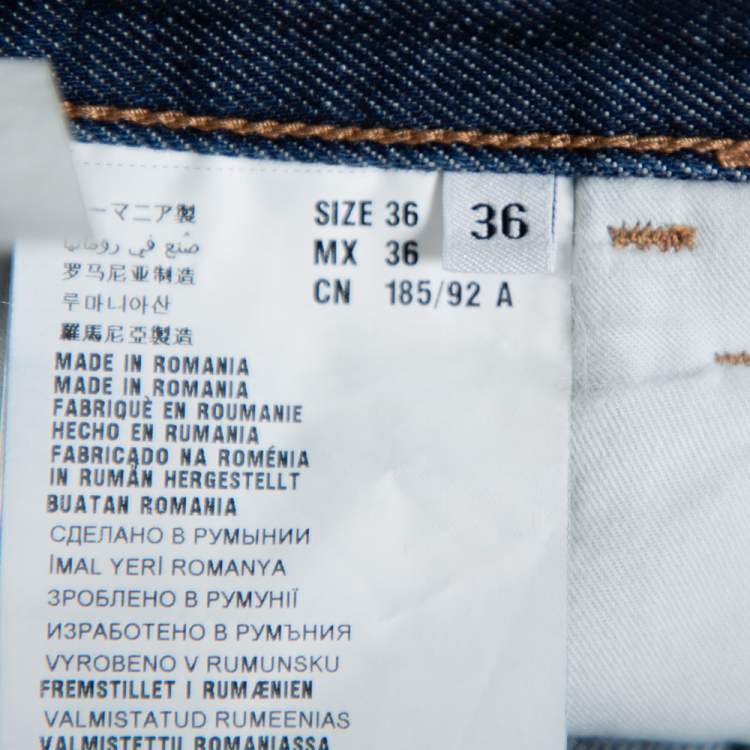 ーマニア製
صنع في رومانيا
罗马尼亚制造
루마니아산
羅馬尼亞製造
SIZE 36
MX 36
CN 185/92 A
36
MADE IN ROMANIA
MADE IN ROMANIA
FABRIQUÈ EN ROUMANIE
HECHO EN RUMANIA
FABRICADO NA ROMÉNIA
IN RUMÄN HERGESTELLT
BUATAN ROMANIA
СДЕЛАНО В РУМЫНИИ
İMAL YERİ ROMANYA
ЗРОБЛЕНО В РУМУНІЇ
ИЗРАБОТЕНО В РУМЪНИЯ
VYROBENO V RUMUNSKU
FREMSTILLET I RUMÆNIEN
VALMISTATUD RUMEENIAS
VALMISTETTU ROMANIASSA